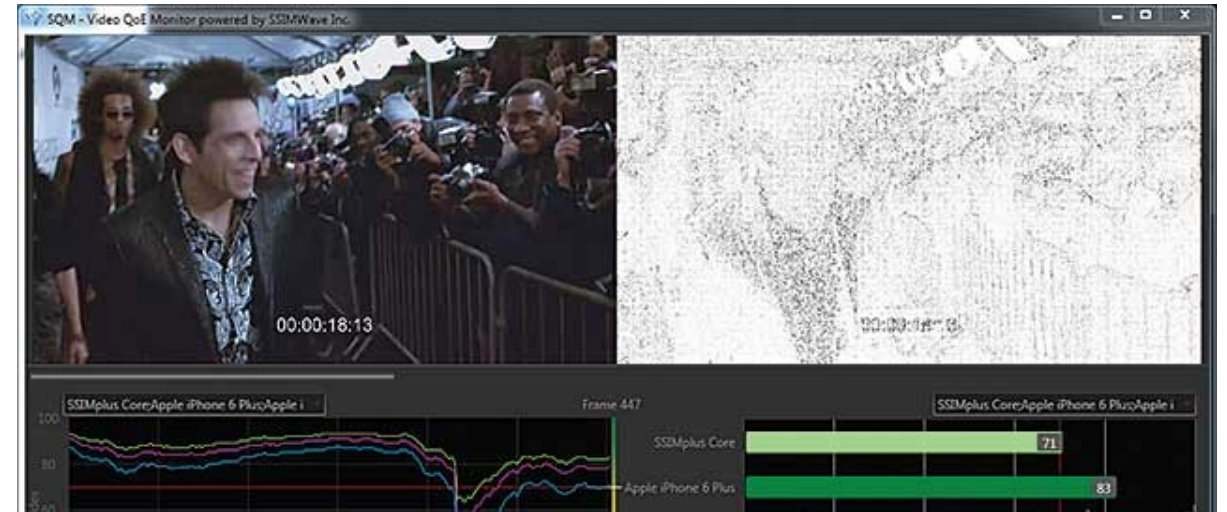 SQM - Video QoE Monitor powered by SSIMWave Inc.
00:00:18:13
SSIMplus Core;Apple iPhone 6 Plus;Apple i
Frame 447
SSIMplus Core;Apple iPhone 6 Plus;Apple i
100
80
60
SSIMplus Core
71
Apple iPhone 6 Plus
83